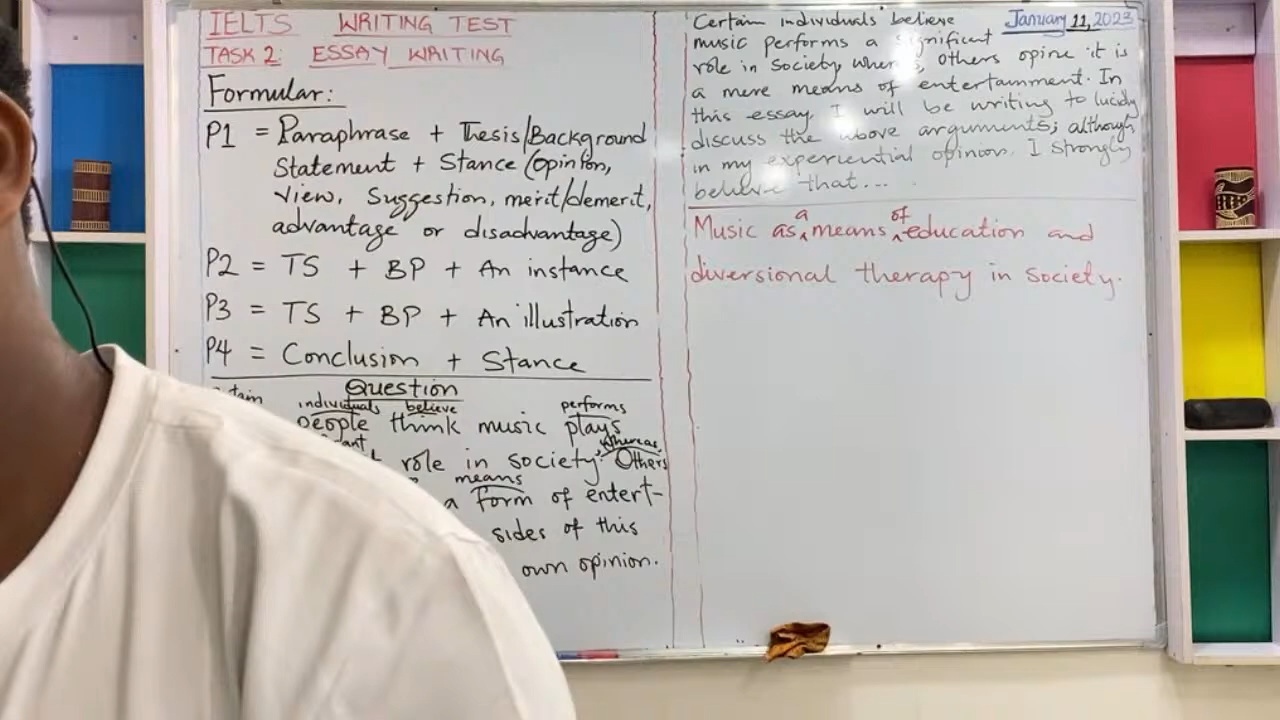 IELTS WRITING TEST
TASK 2: ESSAY WRITING
Formular:
P1 = Paraphrase + Thesis/Background
Statement + Stance (Opinion,
View, Suggestion, merit/demerit,
advantage or disadvantage)
P2 = TS + BP + An instance
P3 = TS + BP + An illustration
P4 = Conclusion + Stance
Question
individuals believe performs
people think music plays
whereas,
role in society. Others
means
a form of entert-
sides of this
own opinion.
January 11, 2023
Certain individuals believe
music performs a significant
role in society, others opine it is
a mere means of entertainment. In
this essay, I will be writing to lucidly
discuss the above arguments; although
in my experiential opinion, I strongly
believe that...
a of
Music as means education and
diversional therapy in society.